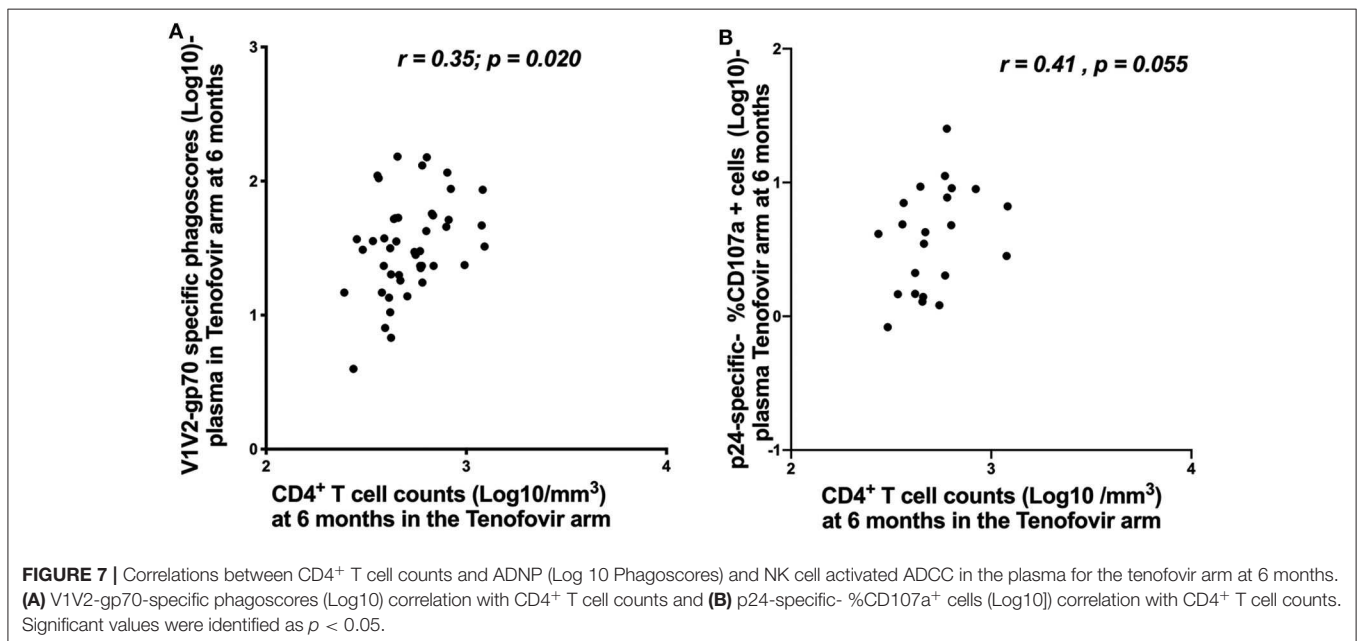 A
V1V2-gp70 specific phagoscores (Log10)-
plasma in Tenofovir arm at 6 months
r = 0.35; p = 0.020
3
2
1
0
2
3
4
CD4+ T cell counts (Log10/mm³)
at 6 months in the Tenofovir arm
B
p24-specific- %CD107a + cells (Log10)-
plasma Tenofovir arm at 6 months
r = 0.41 , p = 0.055
2
1
0
-1
2
3
4
CD4+ T cell counts (Log10 /mm³)
at 6 months in the Tenofovir arm
FIGURE 7 | Correlations between CD4+ T cell counts and ADNP (Log 10 Phagoscores) and NK cell activated ADCC in the plasma for the tenofovir arm at 6 months.
(A) V1V2-gp70-specific phagoscores (Log10) correlation with CD4+ T cell counts and (B) p24-specific- %CD107a+ cells (Log10]) correlation with CD4+ T cell counts.
Significant values were identified as p < 0.05.